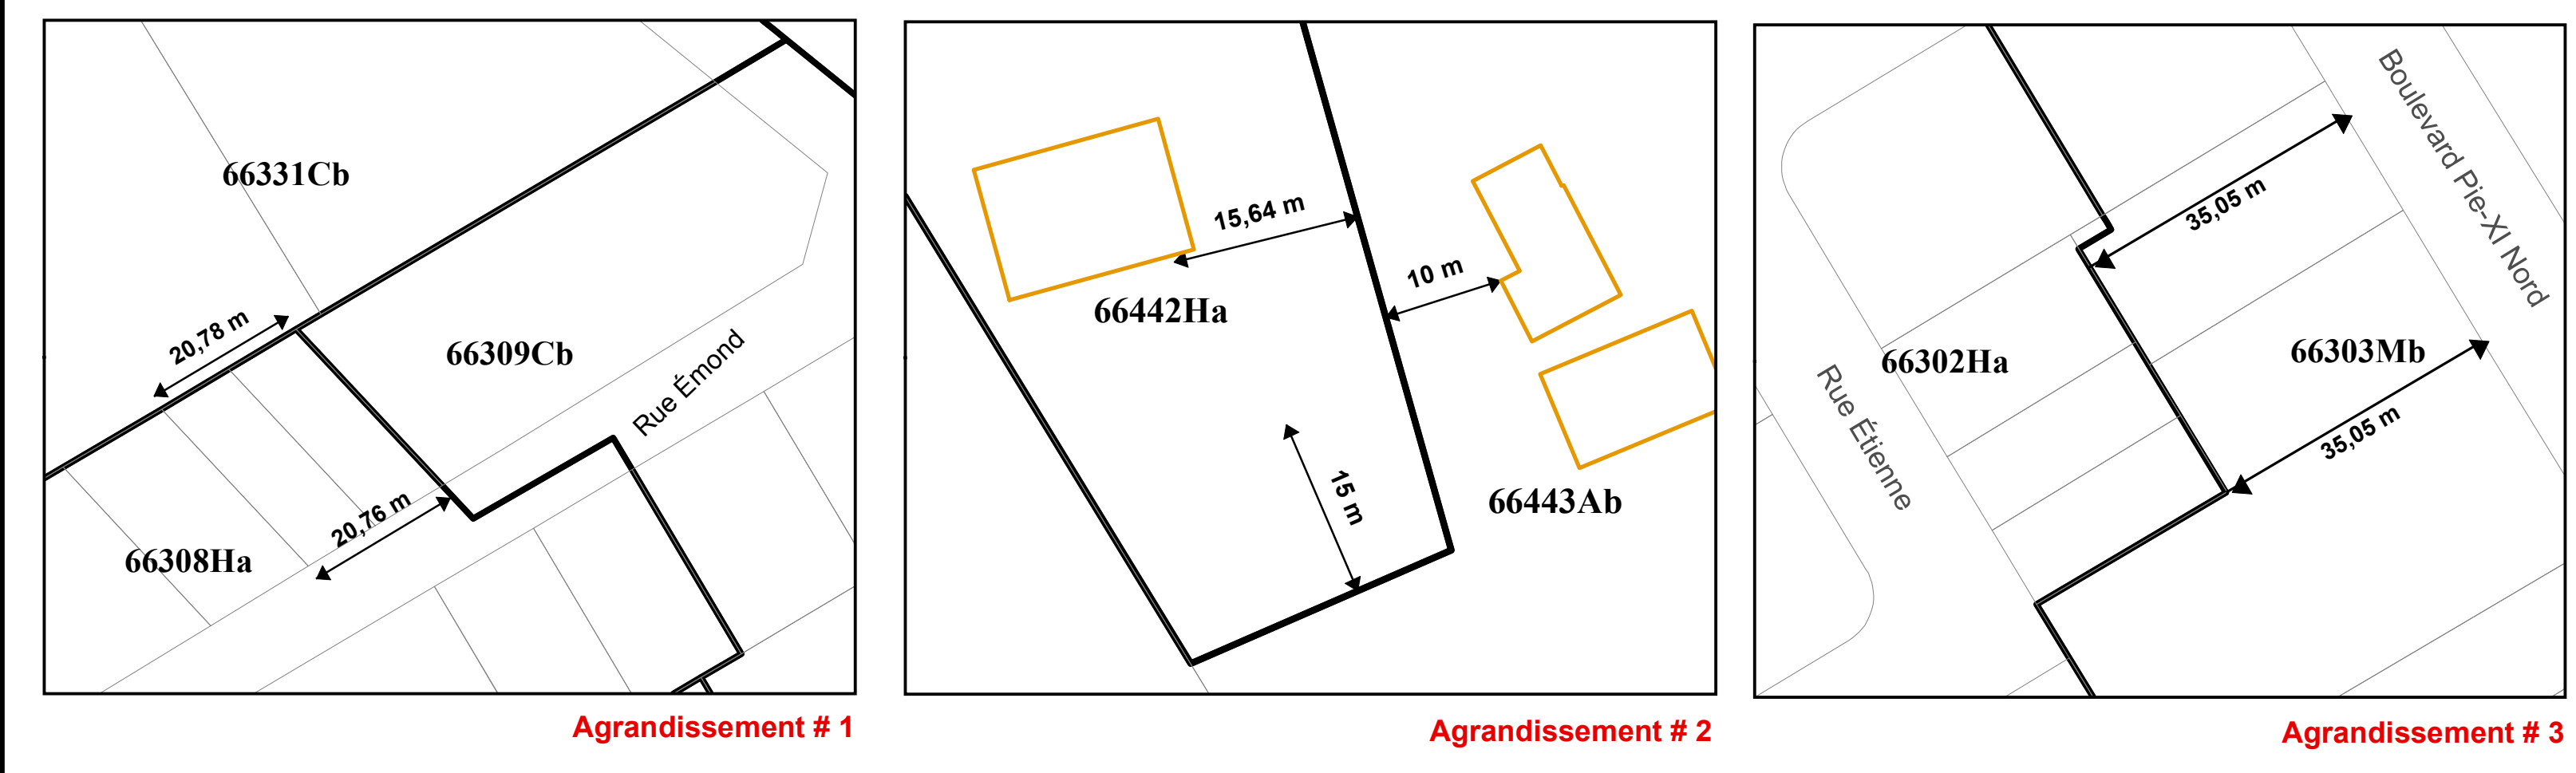 66331Cb
20,78 m
66309Cb
Rue Émond
20,76 m
66308Ha
Agrandissement # 1
15,64 m
10 m
66442Ha
15 m
66443Ab
Agrandissement # 2
Boulevard Pie-XI Nord
35,05 m
66302Ha
66303Mb
Rue Étienne
35,05 m
Agrandissement # 3